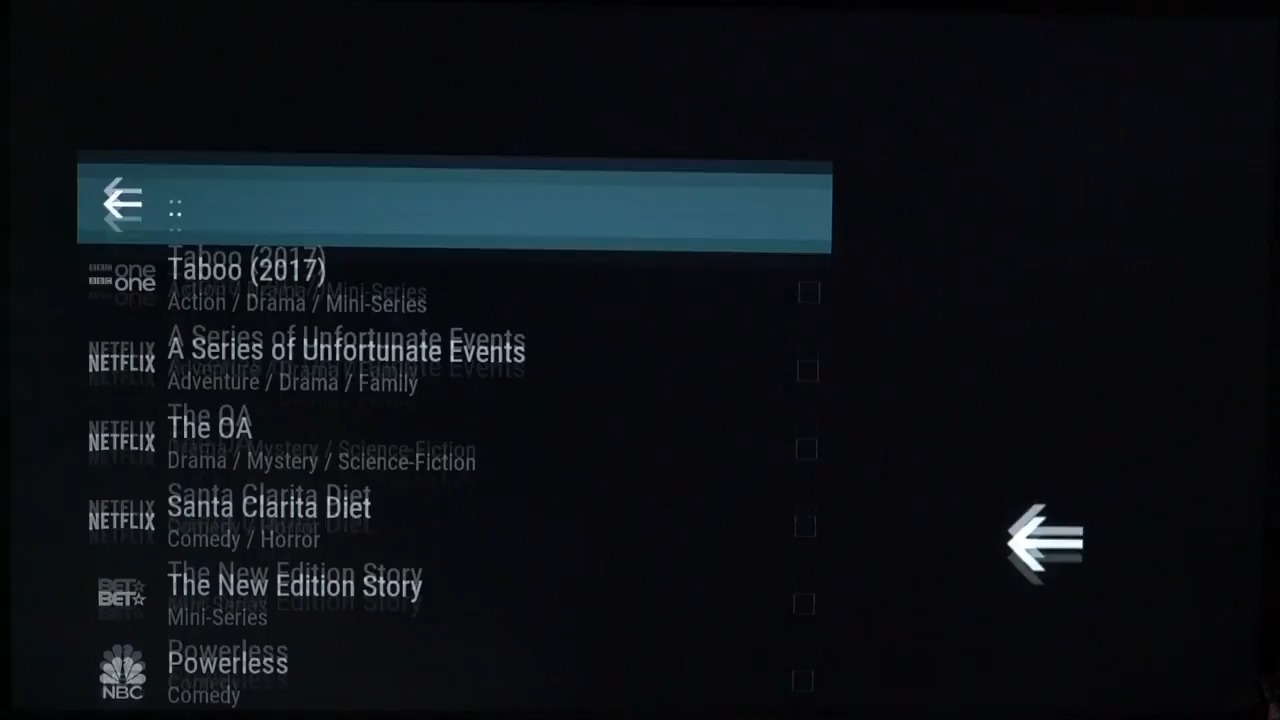 ..
BBC one
Taboo (2017)
Action / Drama / Mini-Series
NETFLIX
A Series of Unfortunate Events
Adventure / Drama / Family
NETFLIX
The OA
Drama / Mystery / Science-Fiction
NETFLIX
Santa Clarita Diet
Comedy / Horror
BET
The New Edition Story
Mini-Series
NBC
Powerless
Comedy